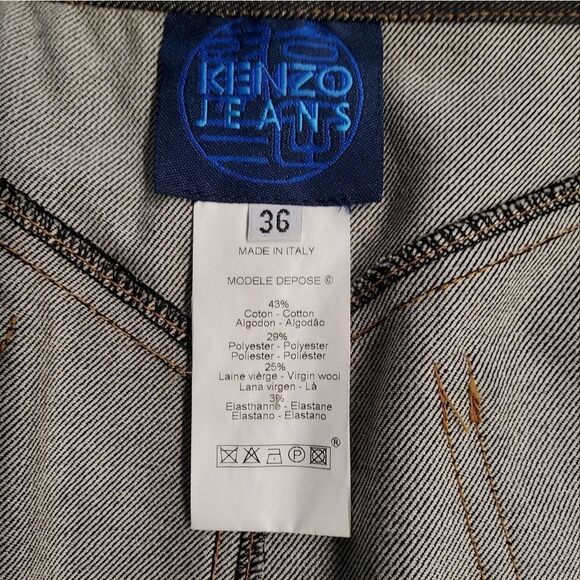 KENZO
JEANS
36
MADE IN ITALY
MODELE DEPOSE ©
43%
Coton - Cotton
Algodon - Algodão
29%
Polyester - Polyester
Poliester - Poliéster
25%
Laine vièrge - Virgin wool
Lana virgen - Là
3%
Elasthanne - Elastane
Elastano - Elastano
P ®